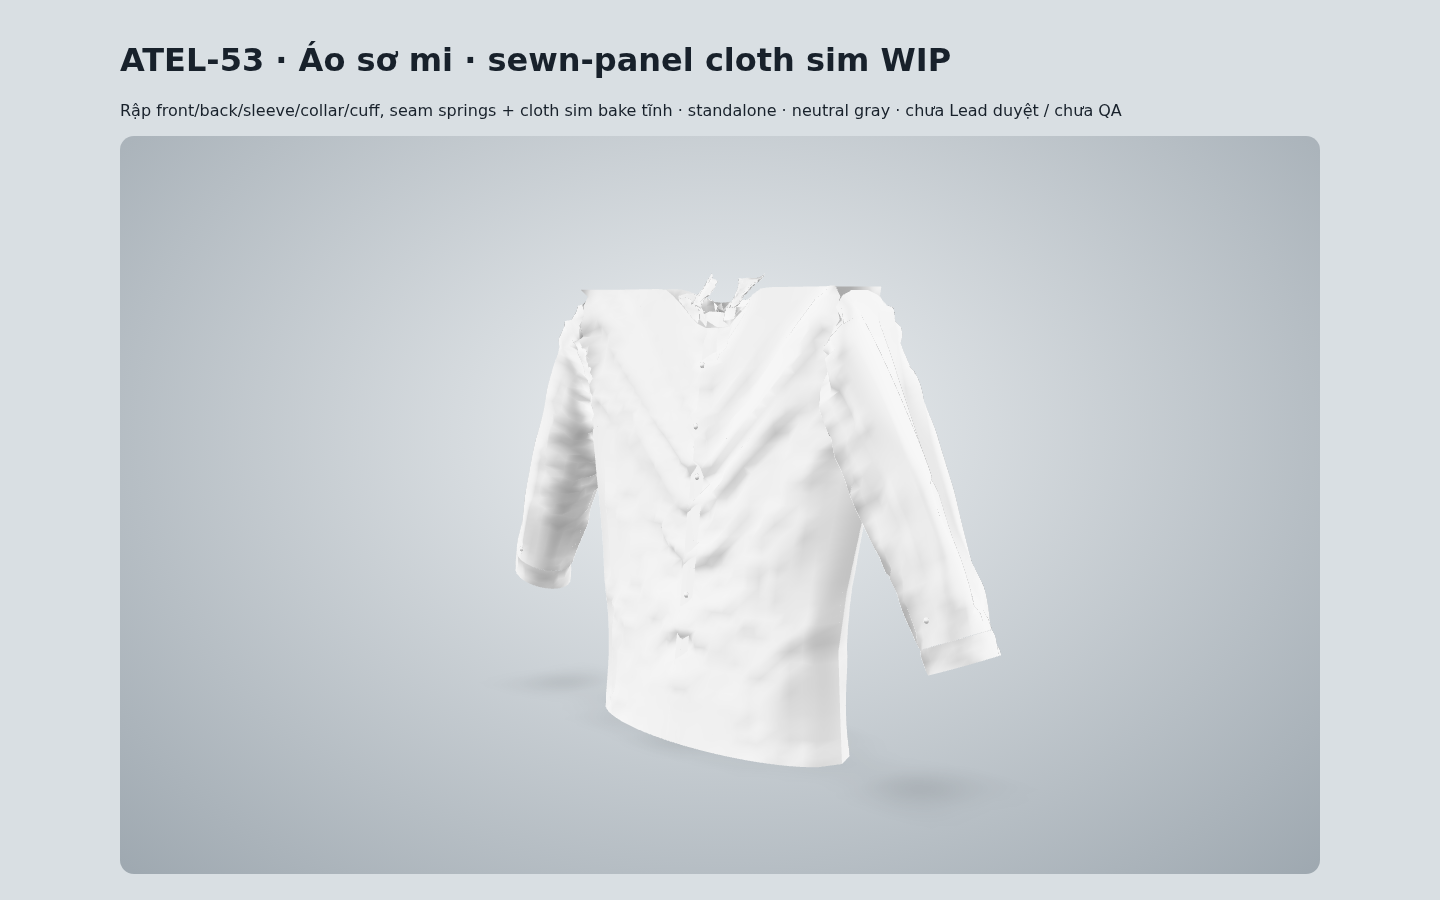 ATEL-53 · Áo sơ mi · sewn-panel cloth sim WIP
Rập front/back/sleeve/collar/cuff, seam springs + cloth sim bake tĩnh · standalone · neutral gray · chưa Lead duyệt / chưa QA